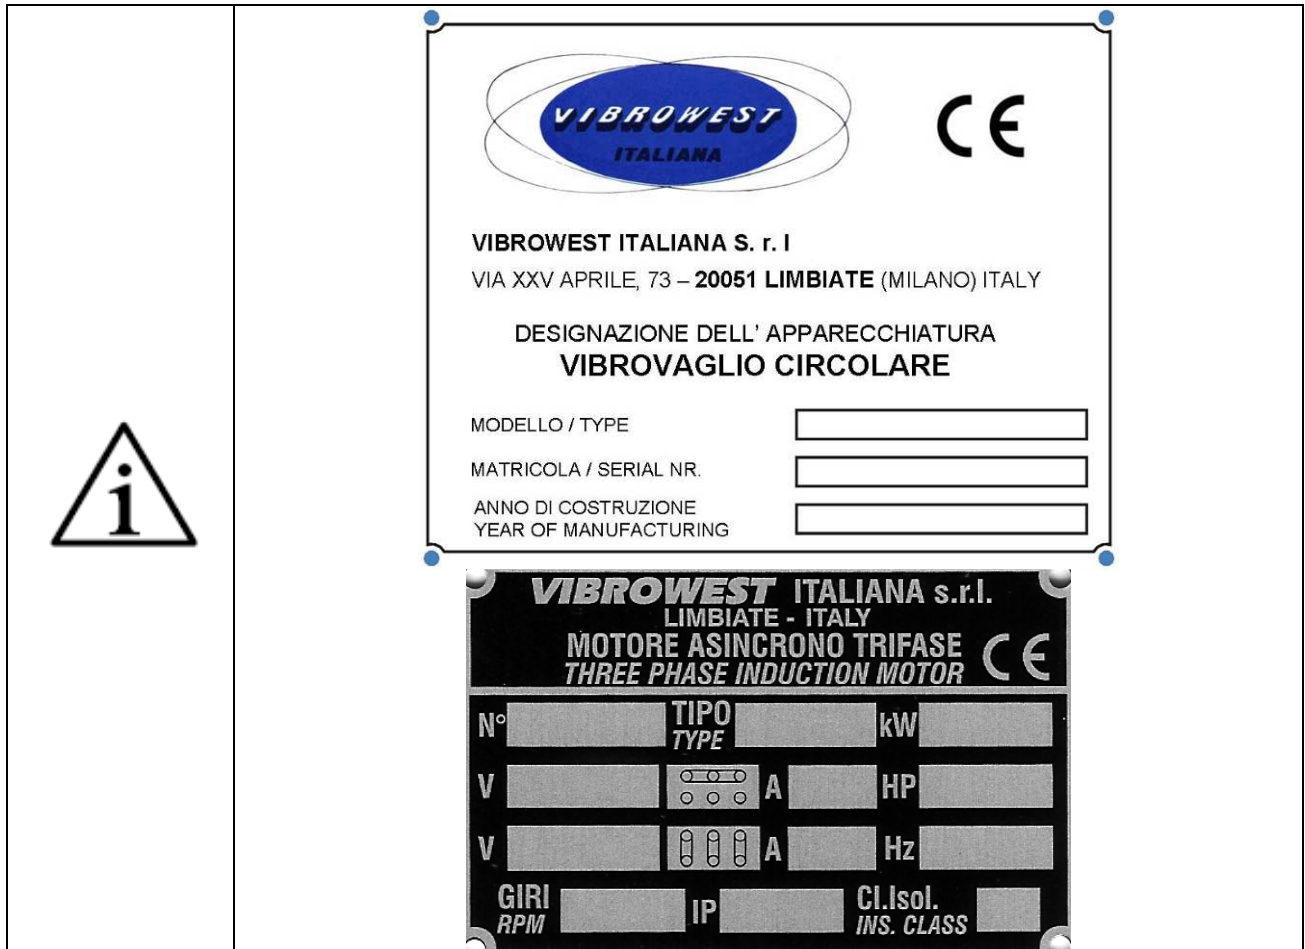 VIBROWEST
ITALIANA
CE
VIBROWEST ITALIANA S. r. l
VIA XXV APRILE, 73 – 20051 LIMBIATE (MILANO) ITALY
DESIGNAZIONE DELL' APPARECCHIATURA
VIBROVAGLIO CIRCOLARE
MODELLO / TYPE
MATRICOLA / SERIAL NR.
ANNO DI COSTRUZIONE
YEAR OF MANUFACTURING
i
VIBROWEST ITALIANA s.r.l.
LIMBIATE - ITALY
MOTORE ASINCRONO TRIFASE
THREE PHASE INDUCTION MOTOR CE
N° TIPO kW
TYPE
V A HP
V A Hz
GIRI IP Cl.Isol.
RPM INS. CLASS